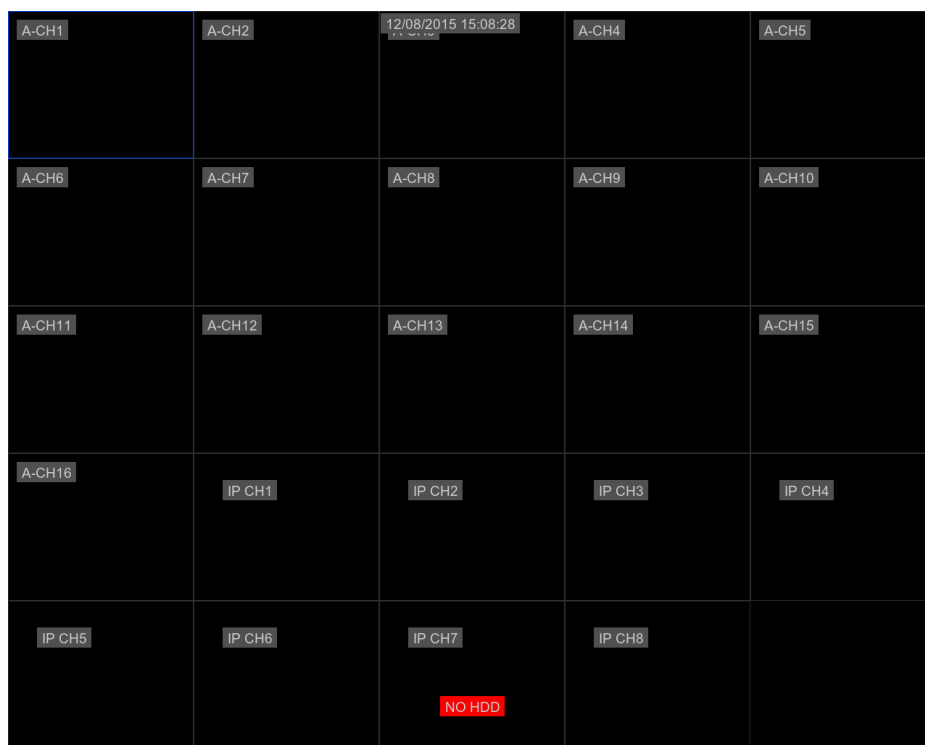 A-CH1 A-CH2 12/08/2015 15:08:28 A-CH4 A-CH5
A-CH6 A-CH7 A-CH8 A-CH9 A-CH10
A-CH11 A-CH12 A-CH13 A-CH14 A-CH15
A-CH16 IP CH1 IP CH2 IP CH3 IP CH4
IP CH5 IP CH6 IP CH7 IP CH8
NO HDD